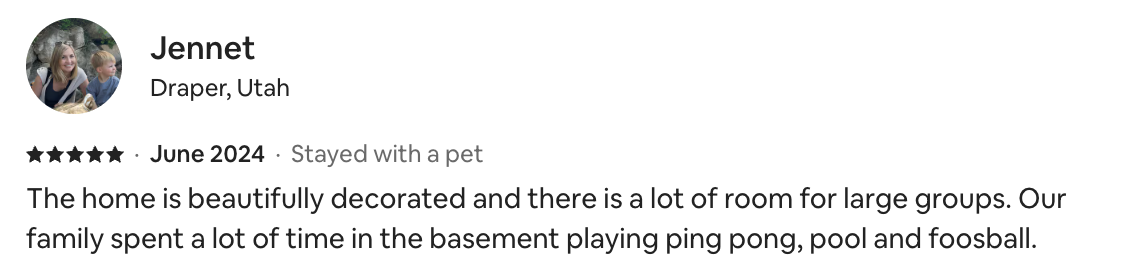 Jennet
Draper, Utah
★★★★★ · June 2024 · Stayed with a pet
The home is beautifully decorated and there is a lot of room for large groups. Our
family spent a lot of time in the basement playing ping pong, pool and foosball.